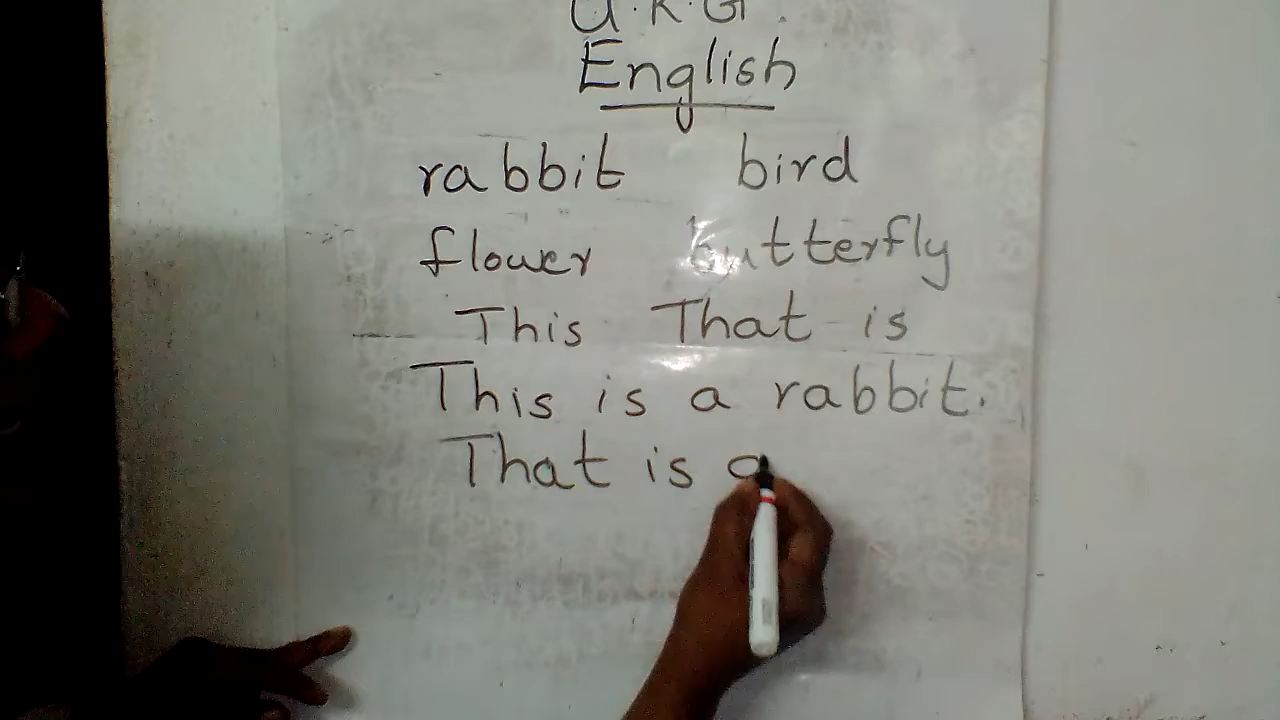 U.K.G.
English
rabbit bird
flower butterfly
This That is
This is a rabbit.
That is a